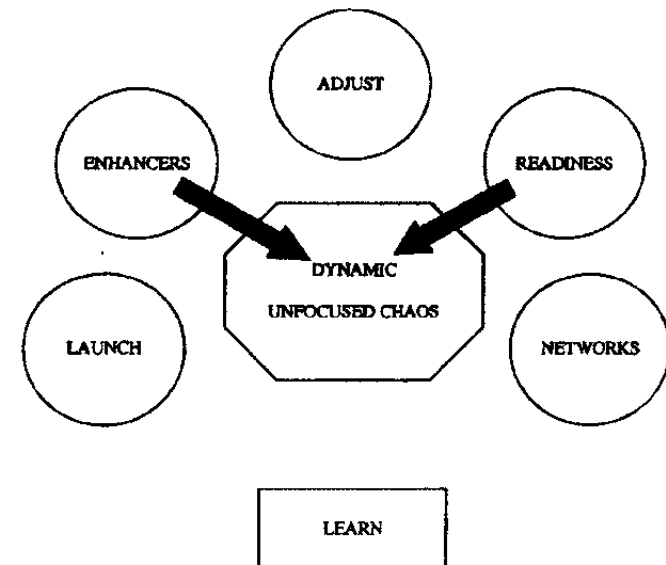 ADJUST
ENHANCERS
READINESS
DYNAMIC
UNFOCUSED CHAOS
LAUNCH
NETWORKS
LEARN